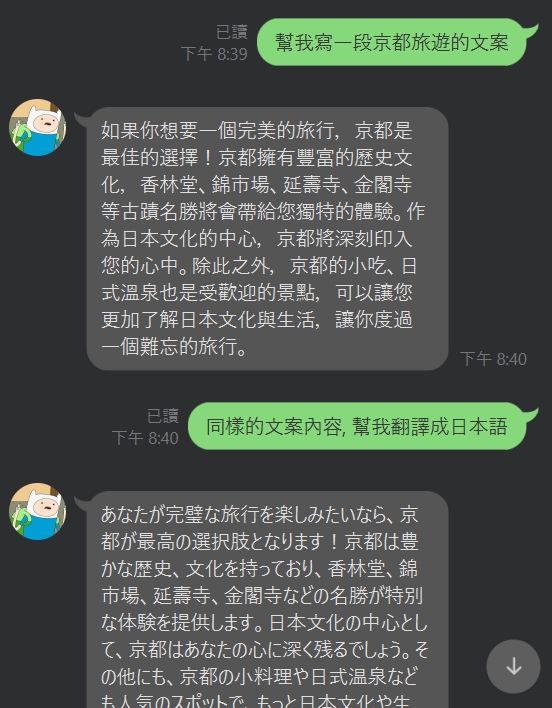 已讀
下午 8:39
幫我寫一段京都旅遊的文案
如果你想要一個完美的旅行，京都是
最佳的選擇！京都擁有豐富的歷史文
化，香林堂、錦市場、延壽寺、金閣寺
等古蹟名勝將會帶給您獨特的體驗。作
為日本文化的中心，京都將深刻印入
您的心中。除此之外，京都的小吃、日
式溫泉也是受歡迎的景點，可以讓您
更加了解日本文化與生活，讓你度過
一個難忘的旅行。
下午 8:40
已讀
下午 8:40
同樣的文案內容, 幫我翻譯成日本語
あなたが完璧な旅行を楽しみたいなら、京
都が最高の選択肢となります！京都は豊
かな歴史、文化を持っており、香林堂、錦
市場、延壽寺、金閣寺などの名勝が特別
な体験を提供します。日本文化の中心とし
て、京都はあなたの心に深く残るでしょう。そ
の他にも、京都の小料理や日式温泉など
も人気のスポットで、もっと日本文化や生